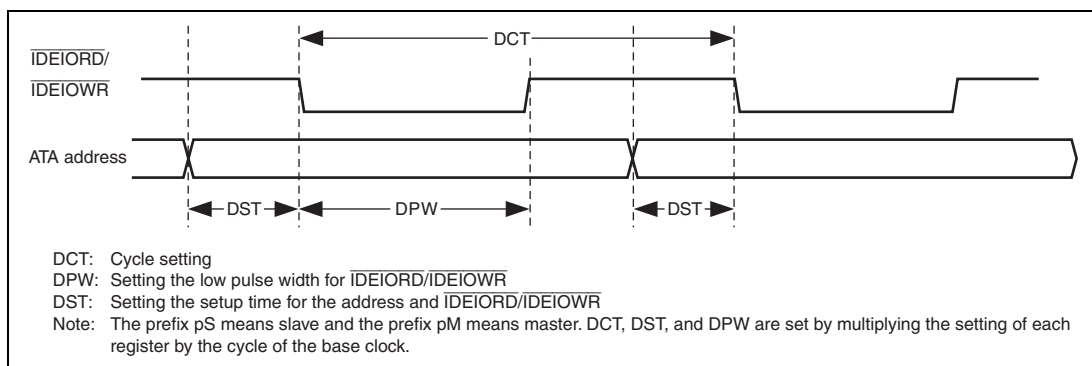 DCT
IDEIORD/
IDEIOWR
ATA address
DST DPW DST
DCT: Cycle setting
DPW: Setting the low pulse width for IDEIORD/IDEIOWR
DST: Setting the setup time for the address and IDEIORD/IDEIOWR
Note: The prefix pS means slave and the prefix pM means master. DCT, DST, and DPW are set by multiplying the setting of each
register by the cycle of the base clock.